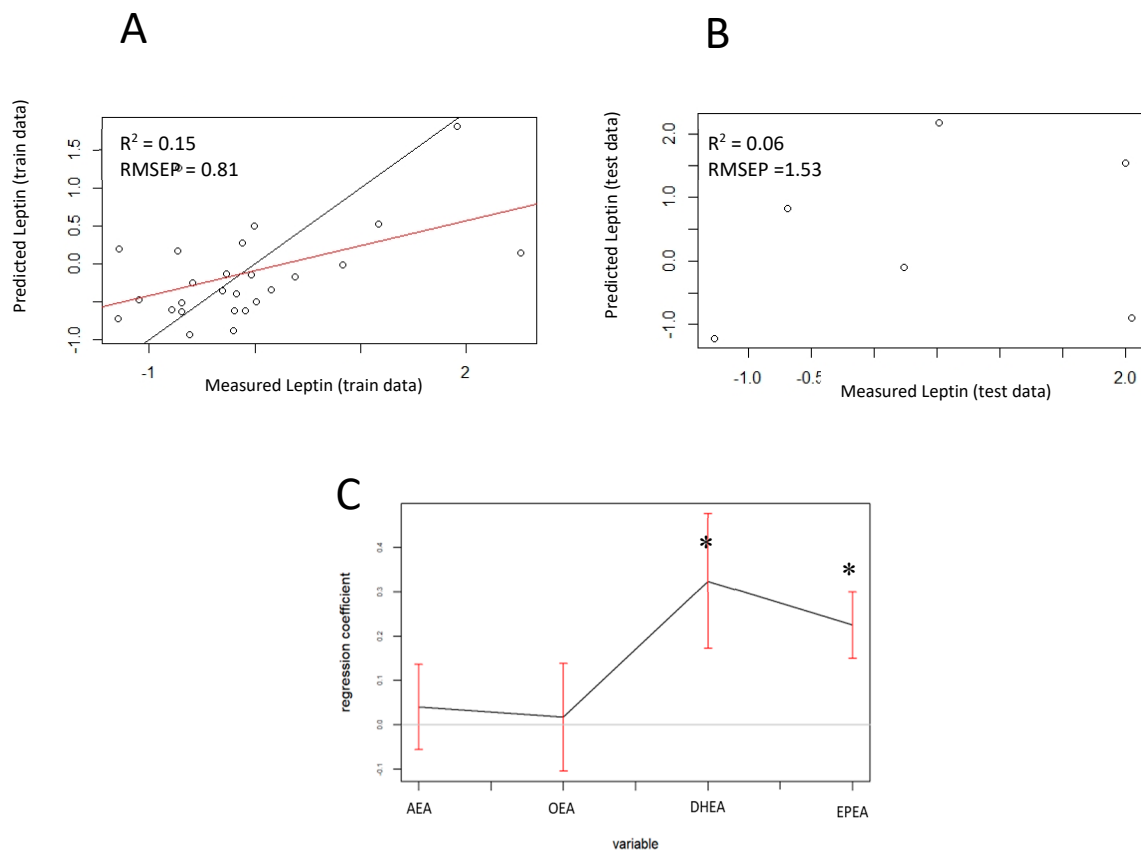 A
B
R² = 0.15
RMSEP = 0.81
Predicted Leptin (train data)
1.5
1.0
0.5
0.0
-1.0
-1
2
Measured Leptin (train data)
R² = 0.06
RMSEP =1.53
Predicted Leptin (test data)
2.0
1.0
0.0
-1.0
-1.0
-0.5
2.0
Measured Leptin (test data)
C
regression coefficient
0.4
0.3
0.2
0.1
0.0
-0.1
*
*
AEA
OEA
DHEA
EPEA
variable